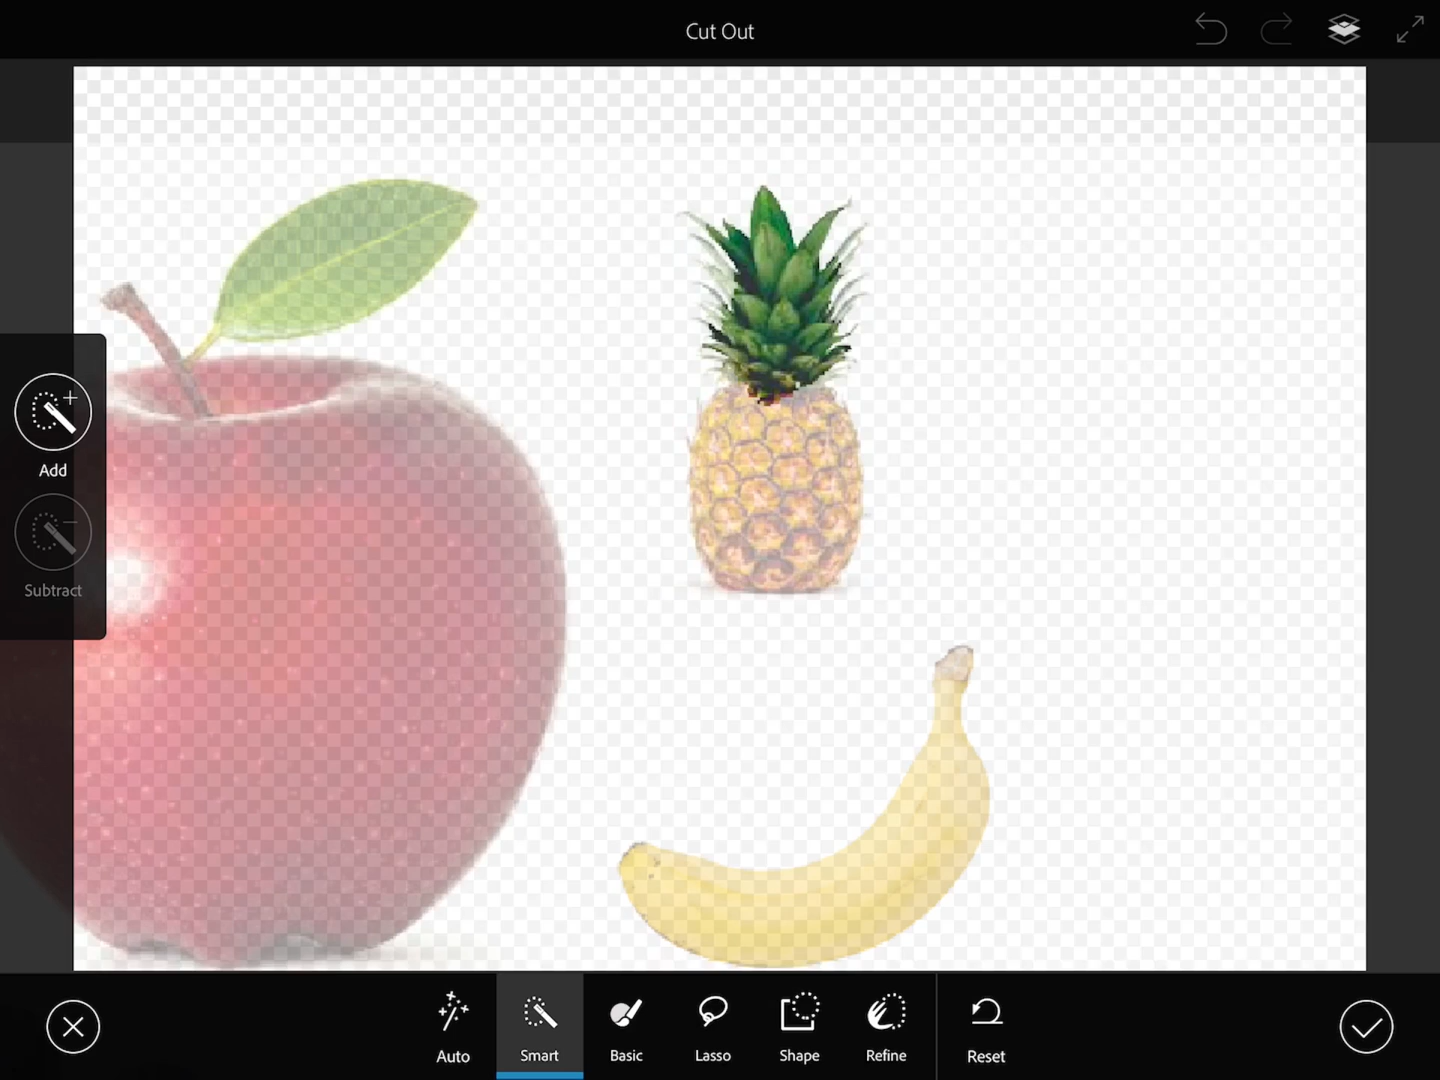 Cut Out
Add
Subtract
Auto
Smart
Basic
Lasso
Shape
Refine
Reset